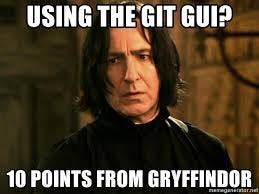 USING THE GIT GUI?
10 POINTS FROM GRYFFINDOR
memegenerator.net